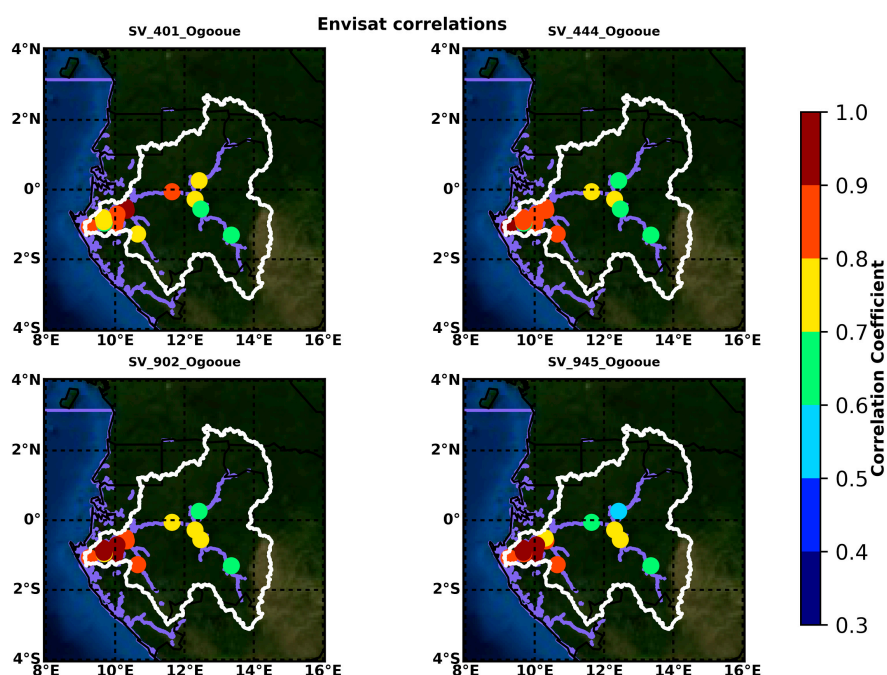 Envisat correlations
SV_401_Ogooue
SV_444_Ogooue
4°N
2°N
0°
2°S
4°S
8°E 10°E 12°E 14°E 16°E
4°N
2°N
0°
2°S
4°S
8°E 10°E 12°E 14°E 16°E
SV_902_Ogooue
SV_945_Ogooue
4°N
2°N
0°
2°S
4°S
8°E 10°E 12°E 14°E 16°E
4°N
2°N
0°
2°S
4°S
8°E 10°E 12°E 14°E 16°E
1.0
0.9
0.8
0.7
0.6
0.5
0.4
0.3
Correlation Coefficient